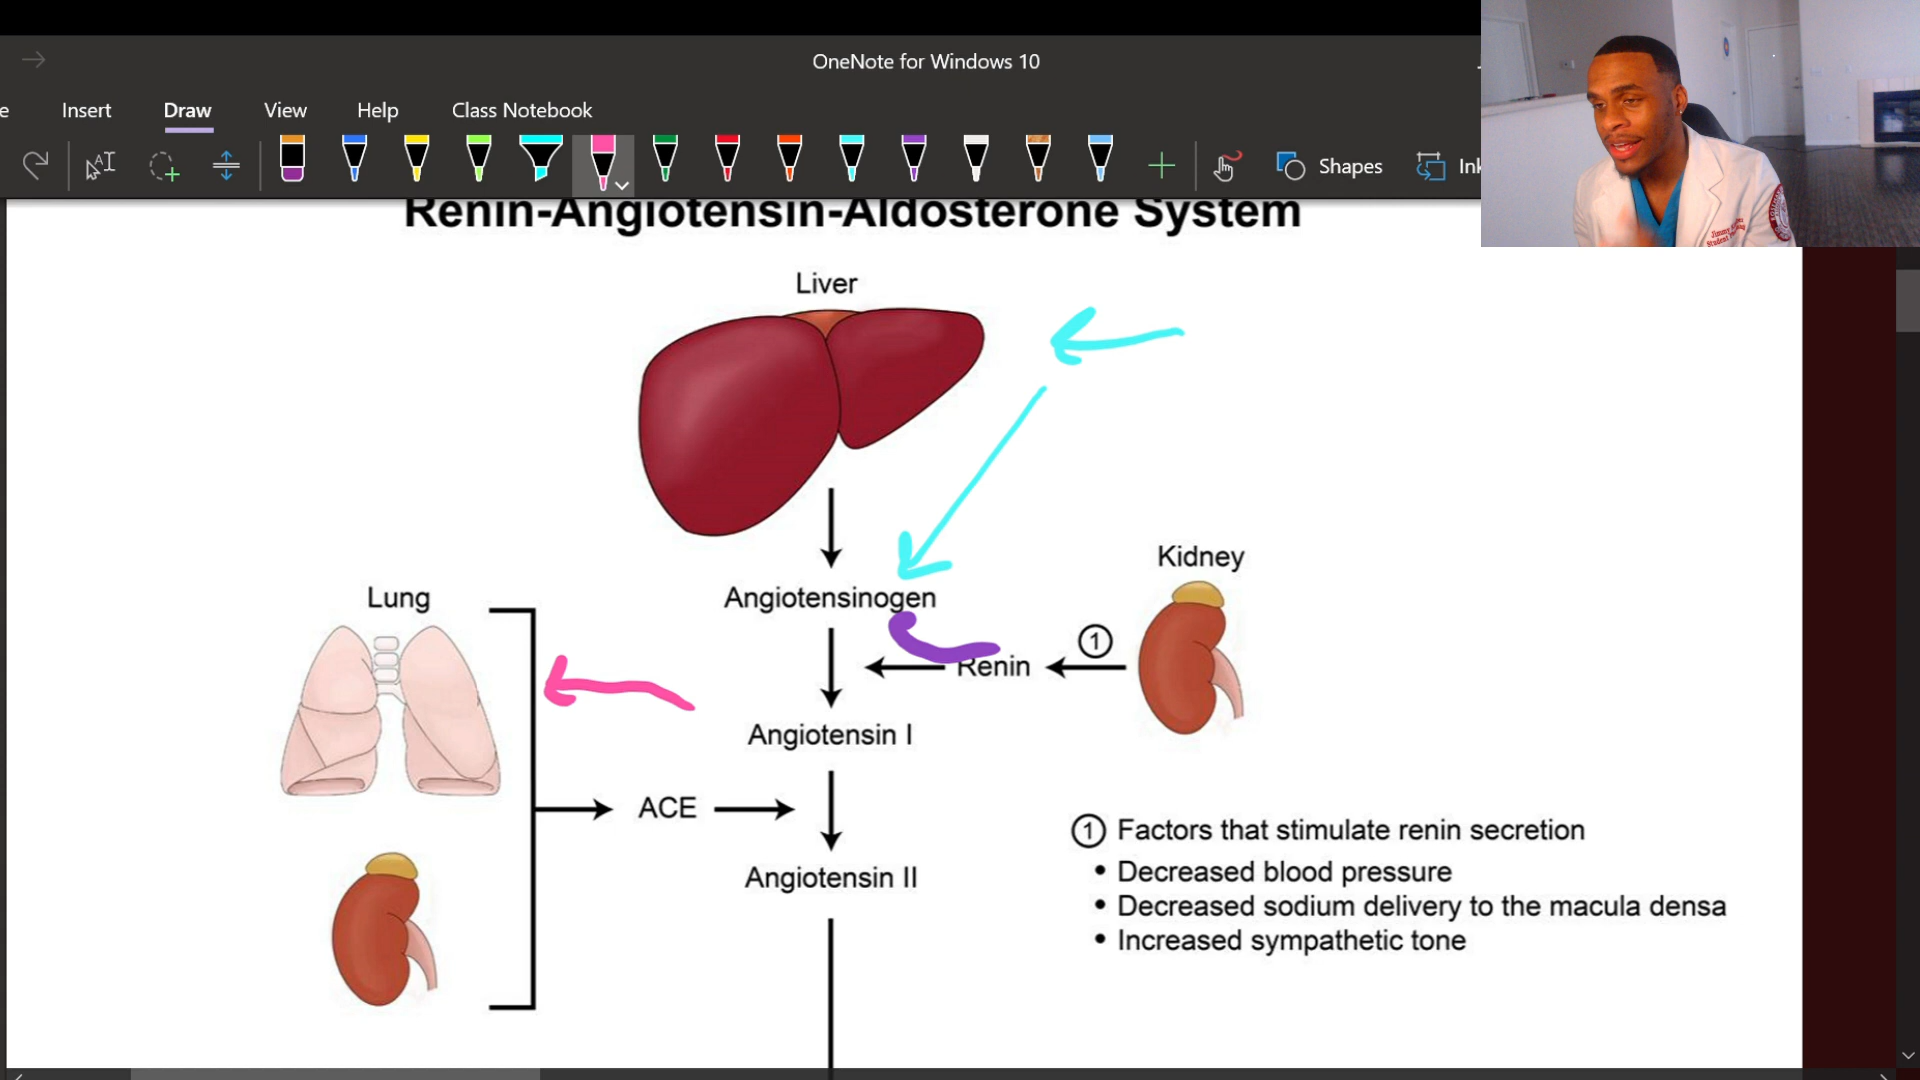 OneNote for Windows 10
Insert Draw View Help Class Notebook
Shapes
Renin-Angiotensin-Aldosterone System
Liver
Kidney
Lung
Angiotensinogen
1
Renin
Angiotensin I
ACE
Angiotensin II
1 Factors that stimulate renin secretion
• Decreased blood pressure
• Decreased sodium delivery to the macula densa
• Increased sympathetic tone